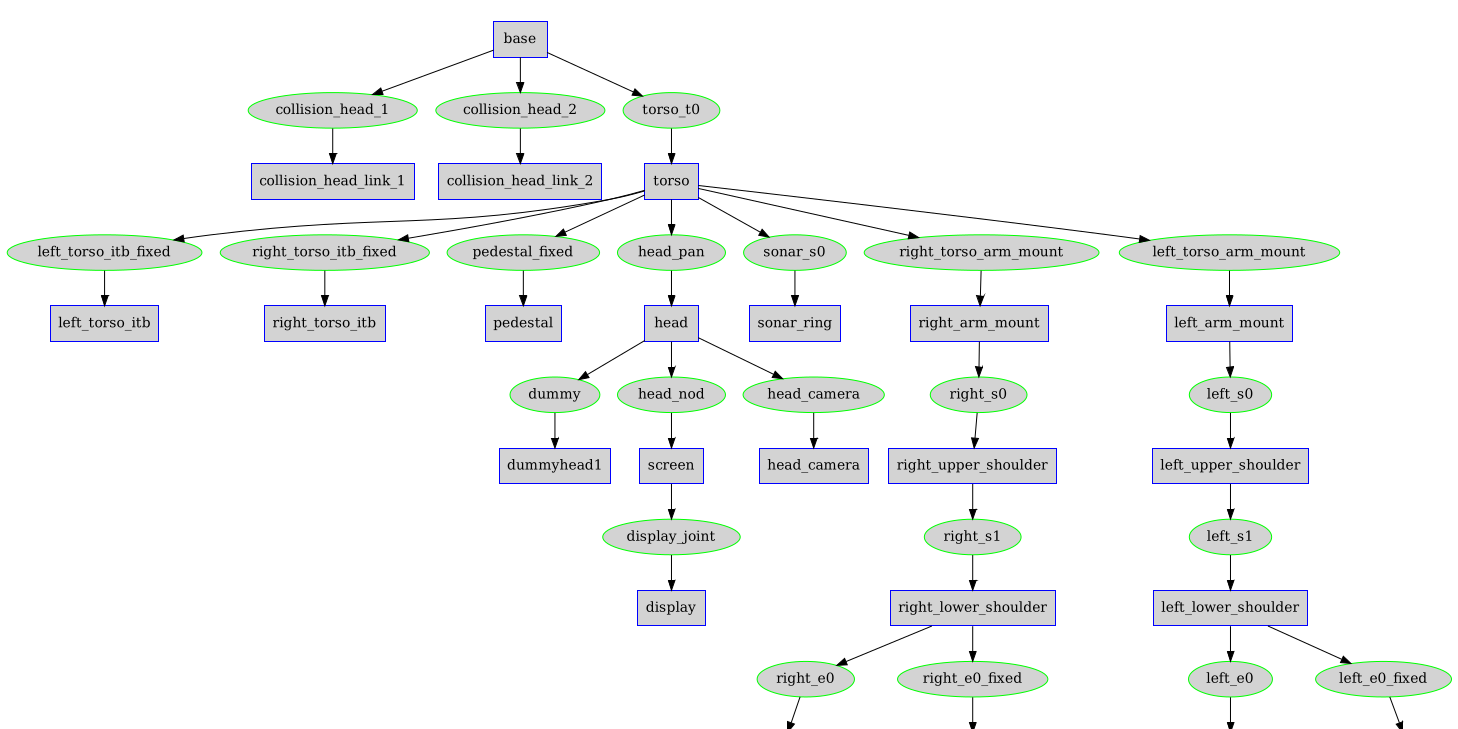 base
collision_head_1
collision_head_2
torso_t0
collision_head_link_1
collision_head_link_2
torso
left_torso_itb_fixed
right_torso_itb_fixed
pedestal_fixed
head_pan
sonar_s0
right_torso_arm_mount
left_torso_arm_mount
left_torso_itb
right_torso_itb
pedestal
head
sonar_ring
right_arm_mount
left_arm_mount
dummy
head_nod
head_camera
right_s0
left_s0
dummyhead1
screen
head_camera
right_upper_shoulder
left_upper_shoulder
display_joint
right_s1
left_s1
display
right_lower_shoulder
left_lower_shoulder
right_e0
right_e0_fixed
left_e0
left_e0_fixed